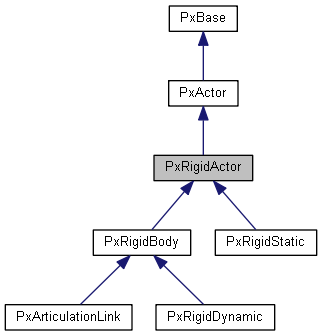 PxBase
PxActor
PxRigidActor
PxRigidBody
PxRigidStatic
PxArticulationLink
PxRigidDynamic